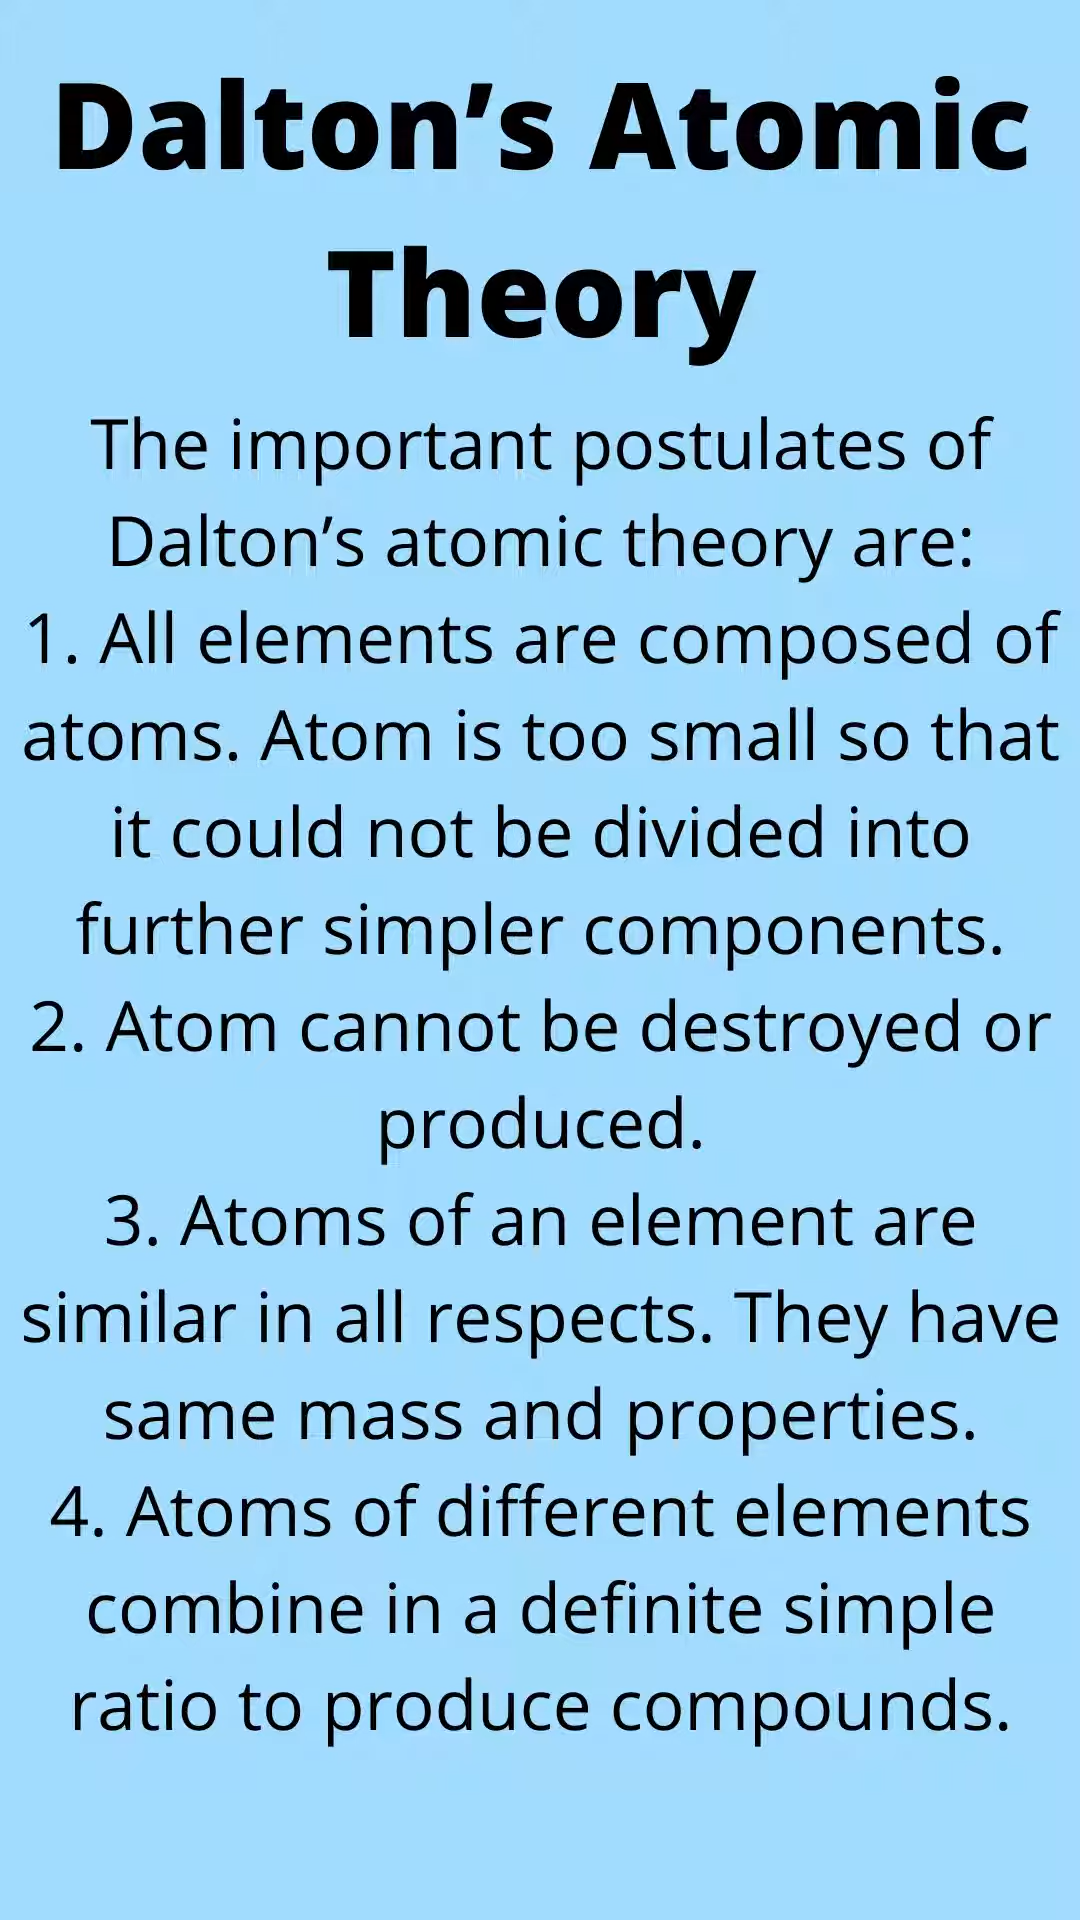 Dalton’s Atomic
Theory
The important postulates of
Dalton’s atomic theory are:
1. All elements are composed of
atoms. Atom is too small so that
it could not be divided into
further simpler components.
2. Atom cannot be destroyed or
produced.
3. Atoms of an element are
similar in all respects. They have
same mass and properties.
4. Atoms of different elements
combine in a definite simple
ratio to produce compounds.